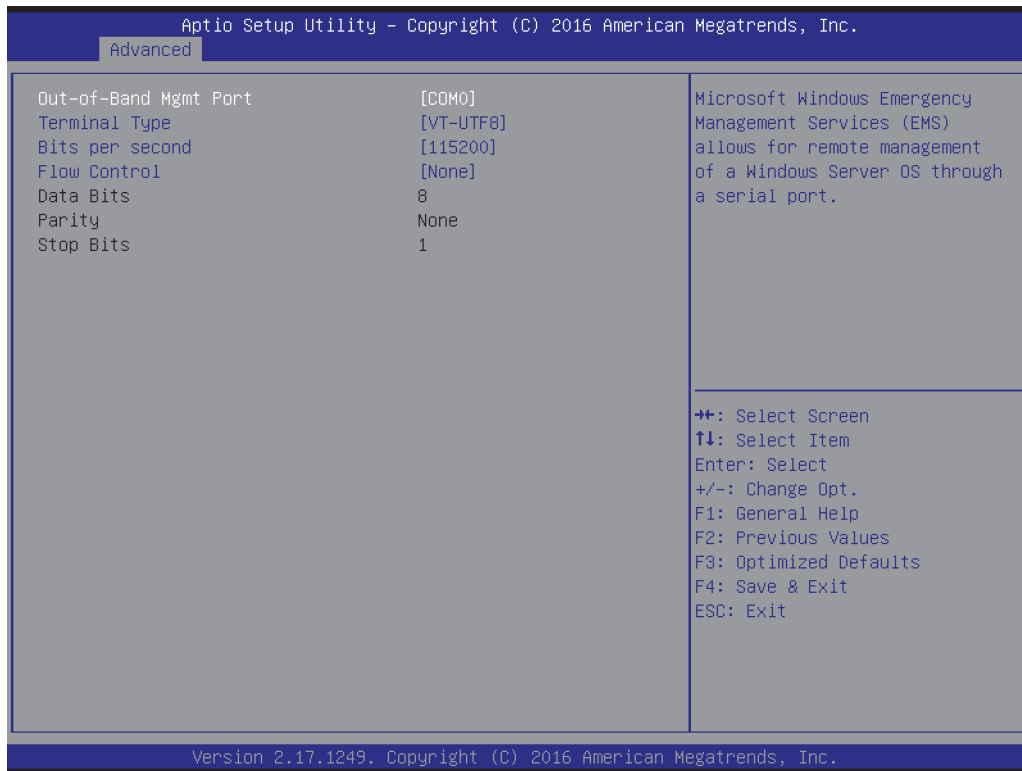 Aptio Setup Utility – Copyright (C) 2016 American Megatrends, Inc.
Advanced
Out-of-Band Mgmt Port [COM0]
Terminal Type [VT-UTF8]
Bits per second [115200]
Flow Control [None]
Data Bits 8
Parity None
Stop Bits 1
Microsoft Windows Emergency
Management Services (EMS)
allows for remote management
of a Windows Server OS through
a serial port.
→←: Select Screen
↑↓: Select Item
Enter: Select
+/-: Change Opt.
F1: General Help
F2: Previous Values
F3: Optimized Defaults
F4: Save & Exit
ESC: Exit
Version 2.17.1249. Copyright (C) 2016 American Megatrends, Inc.